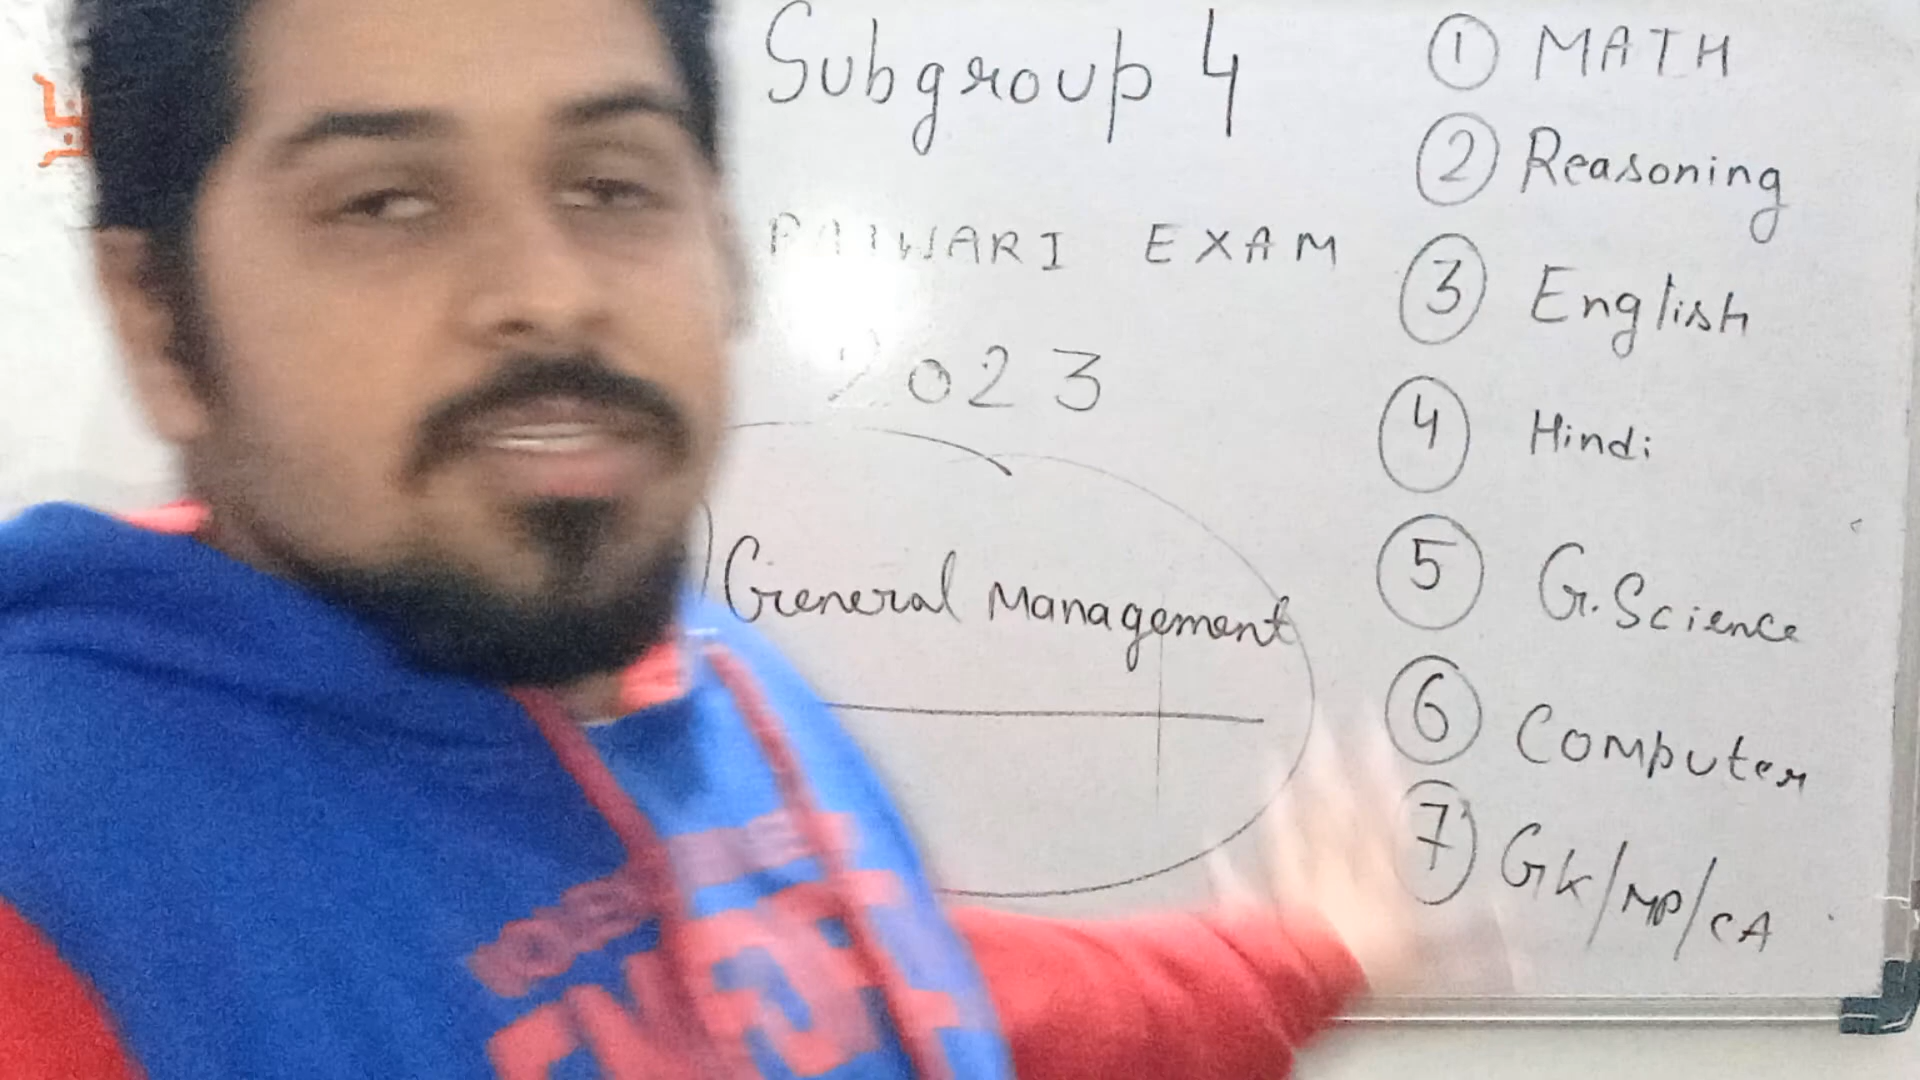 Subgroup 4
PATWARI EXAM
2023
General Management
1 MATH
2 Reasoning
3 English
4 Hindi
5 G.Science
6 Computer
7 GK/MP/CA